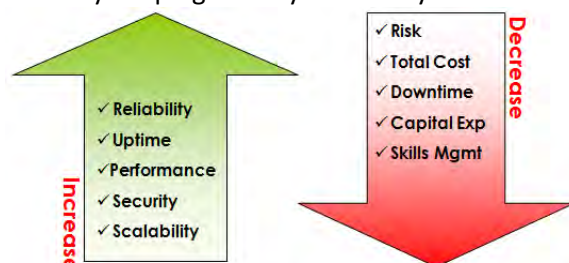 ✓ Reliability
✓ Uptime
✓ Performance
✓ Security
✓ Scalability
Increase
✓ Risk
✓ Total Cost
✓ Downtime
✓ Capital Exp
✓ Skills Mgmt
Decrease